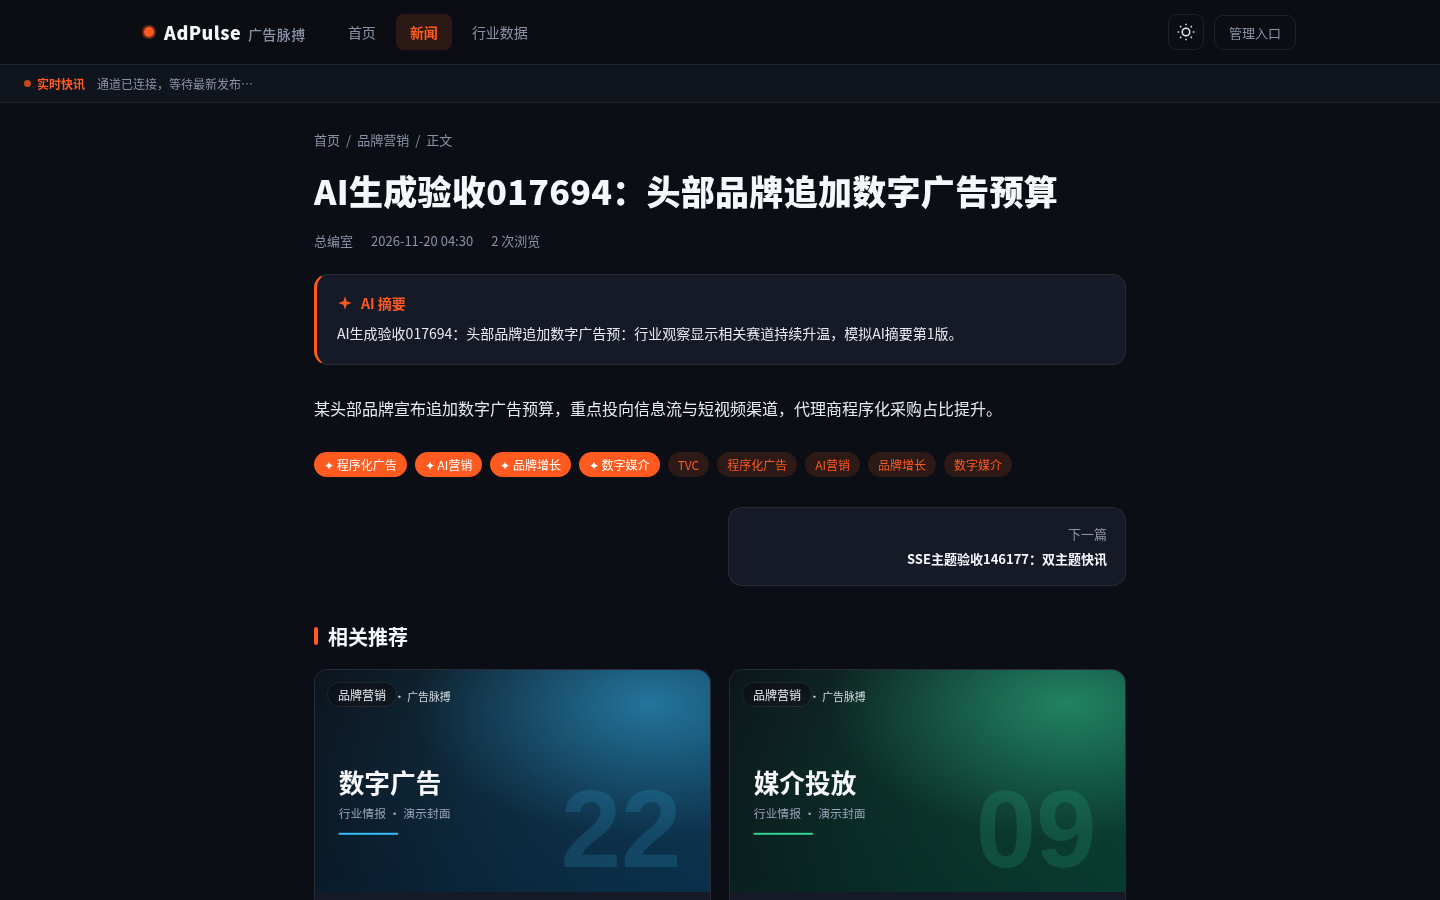 AdPulse 广告脉搏 首页 新闻 行业数据 管理入口
实时快讯 通道已连接，等待最新发布…
首页 / 品牌营销 / 正文
AI生成验收017694：头部品牌追加数字广告预算
总编室 2026-11-20 04:30 2 次浏览
AI 摘要
AI生成验收017694：头部品牌追加数字广告预：行业观察显示相关赛道持续升温，模拟AI摘要第1版。
某头部品牌宣布追加数字广告预算，重点投向信息流与短视频渠道，代理商程序化采购占比提升。
✦ 程序化广告 ✦ AI营销 ✦ 品牌增长 ✦ 数字媒介 TVC 程序化广告 AI营销 品牌增长 数字媒介
下一篇
SSE主题验收146177：双主题快讯
相关推荐
品牌营销 · 广告脉搏
数字广告
行业情报 · 演示封面
22
品牌营销 · 广告脉搏
媒介投放
行业情报 · 演示封面
09